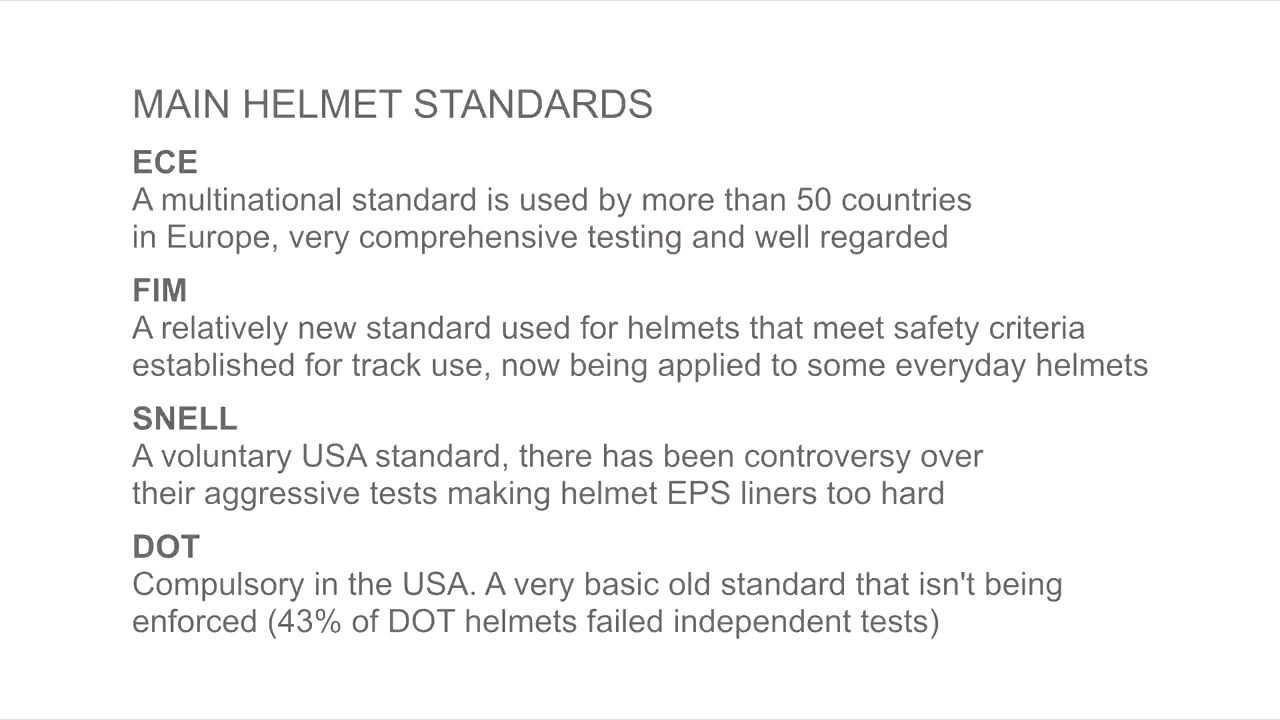 MAIN HELMET STANDARDS
ECE
A multinational standard is used by more than 50 countries
in Europe, very comprehensive testing and well regarded
FIM
A relatively new standard used for helmets that meet safety criteria
established for track use, now being applied to some everyday helmets
SNELL
A voluntary USA standard, there has been controversy over
their aggressive tests making helmet EPS liners too hard
DOT
Compulsory in the USA. A very basic old standard that isn't being
enforced (43% of DOT helmets failed independent tests)